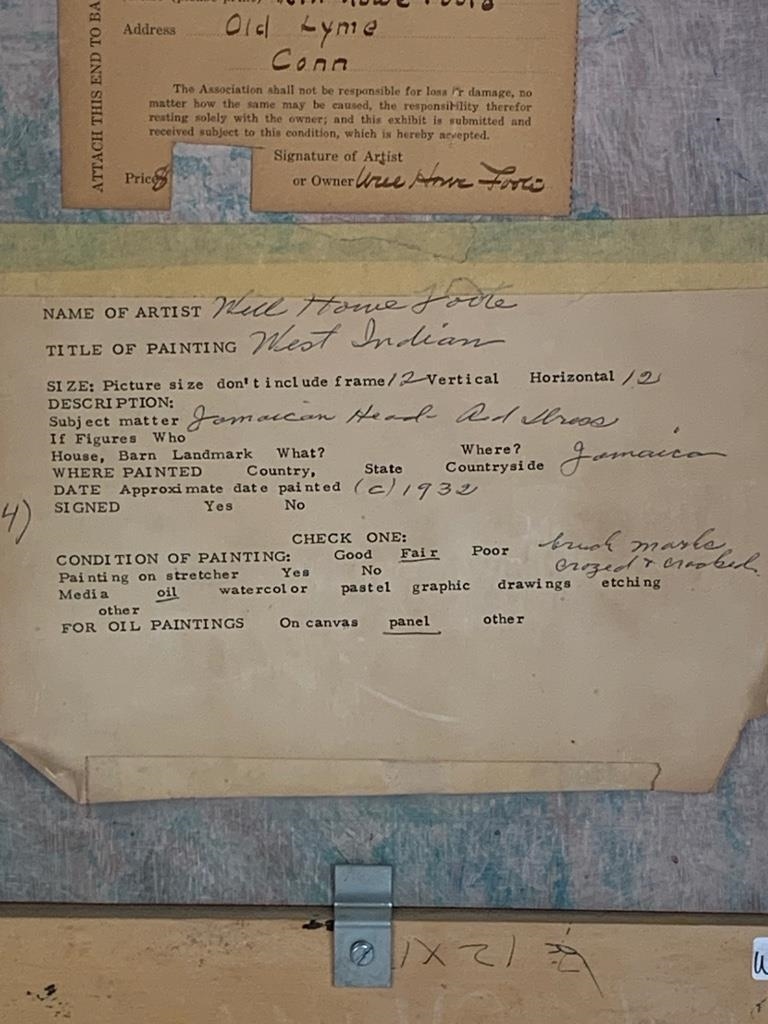 ATTACH THIS END TO BA
Address Old Lyme
Conn
The Association shall not be responsible for loss or damage, no
matter how the same may be caused, the responsibility therefor
resting solely with the owner; and this exhibit is submitted and
received subject to this condition, which is hereby accepted.
Signature of Artist
Price $ or Owner Will Howe Foote
NAME OF ARTIST Will Howe Foote
TITLE OF PAINTING West Indian
SIZE: Picture size don't include frame 12 Vertical Horizontal 12
DESCRIPTION:
Subject matter Jamaican Head - Red Dress
If Figures Who
House, Barn Landmark What? Where? Jamaica
WHERE PAINTED Country, State Countryside
DATE Approximate date painted (c) 1932
4) SIGNED Yes No
CHECK ONE:
CONDITION OF PAINTING: Good Fair Poor brush marks
Painting on stretcher Yes No crazed & cracked
Media oil watercolor pastel graphic drawings etching
other
FOR OIL PAINTINGS On canvas panel other